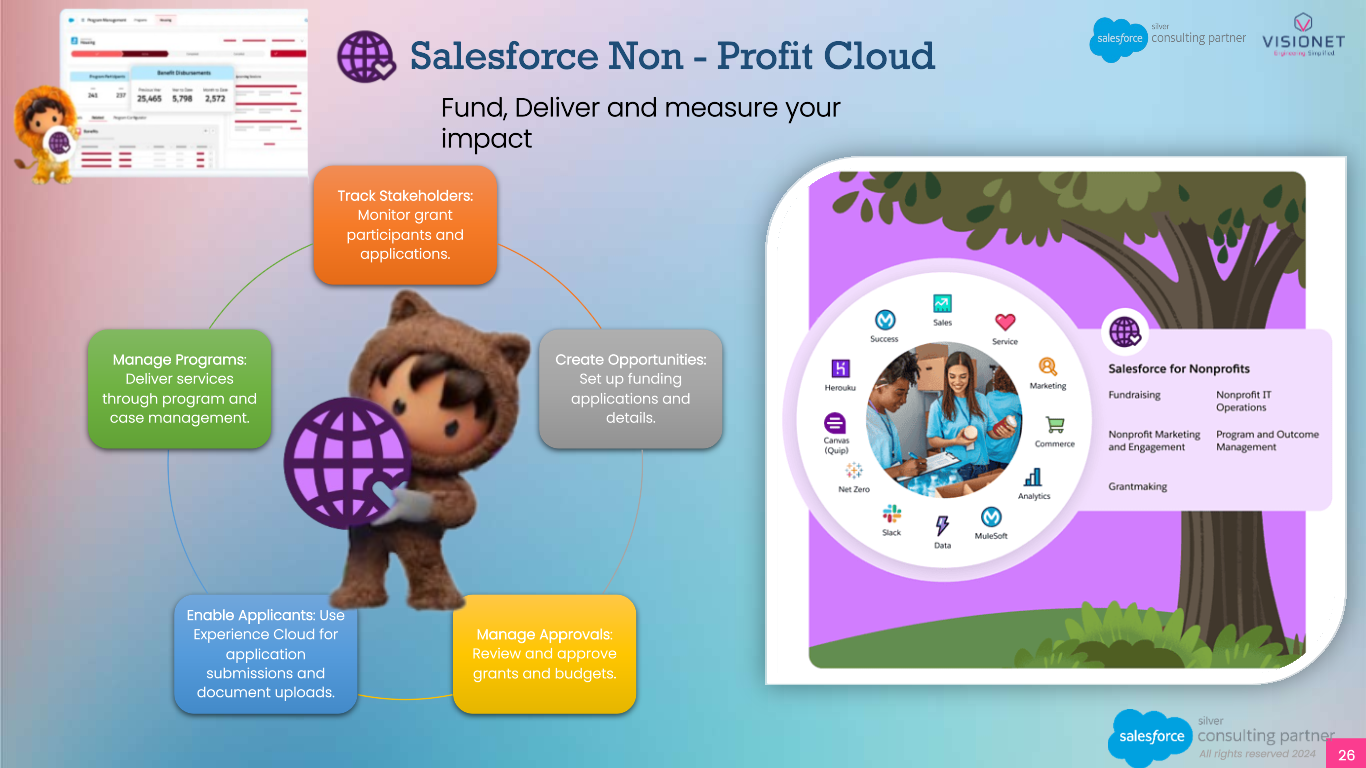 Program Management
Housing
Program Participants
Benefit Disbursements
Previous Year
Year to Date
Month to Date
241
237
25,465
5,798
2,572
Benefits
Salesforce Non - Profit Cloud
Fund, Deliver and measure your
impact
salesforce
silver
consulting partner
VISIONET
Engineering Simplified
Track Stakeholders:
Monitor grant
participants and
applications.
Manage Programs:
Deliver services
through program and
case management.
Create Opportunities:
Set up funding
applications and
details.
Enable Applicants: Use
Experience Cloud for
application
submissions and
document uploads.
Manage Approvals:
Review and approve
grants and budgets.
Sales
Success
Service
Herouku
Marketing
Canvas
(Quip)
Commerce
Net Zero
Analytics
Slack
Data
MuleSoft
Salesforce for Nonprofits
Fundraising
Nonprofit IT
Operations
Nonprofit Marketing
and Engagement
Program and Outcome
Management
Grantmaking
salesforce
silver
consulting partner
All rights reserved 2024
26